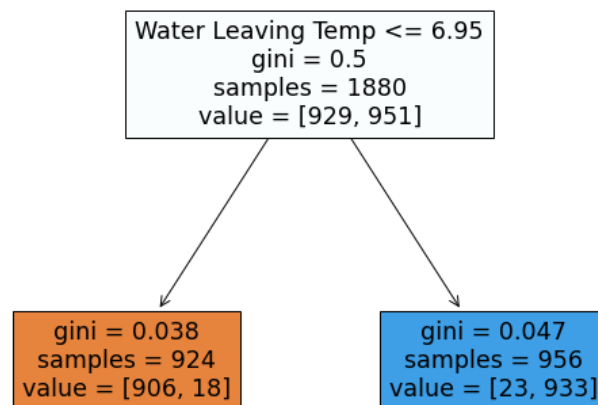 Water Leaving Temp <= 6.95
gini = 0.5
samples = 1880
value = [929, 951]
gini = 0.038
samples = 924
value = [906, 18]
gini = 0.047
samples = 956
value = [23, 933]